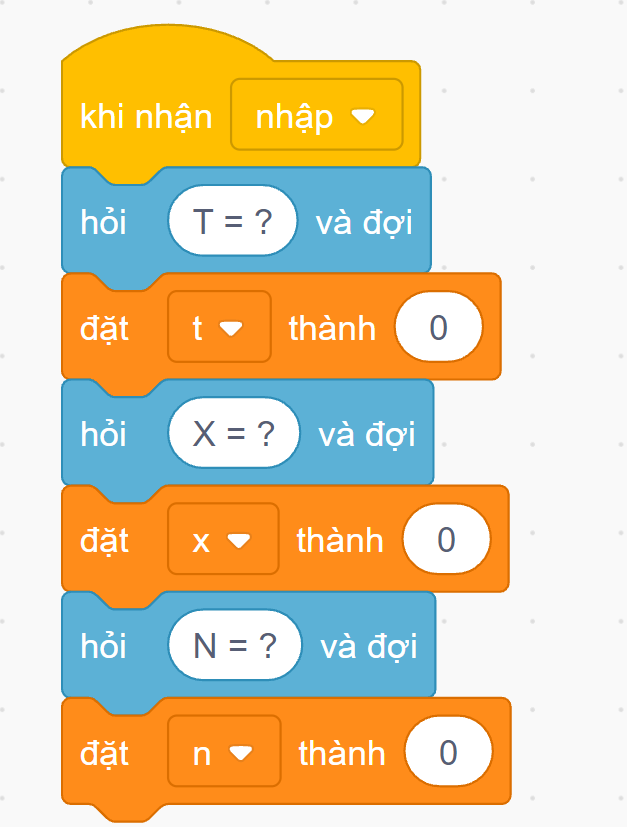 khi nhận nhập
hỏi T = ? và đợi
đặt t thành 0
hỏi X = ? và đợi
đặt x thành 0
hỏi N = ? và đợi
đặt n thành 0